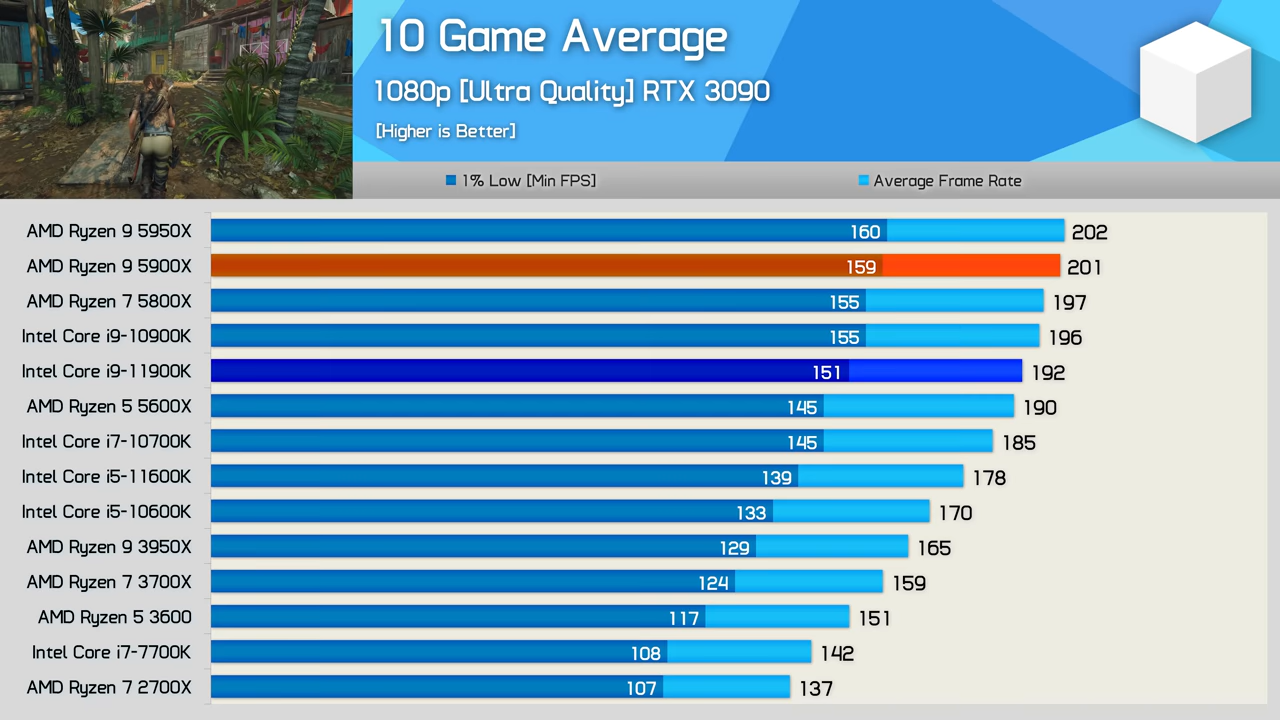 10 Game Average
1080p [Ultra Quality] RTX 3090
[Higher is Better]
1% Low [Min FPS] Average Frame Rate
AMD Ryzen 9 5950X 160 202
AMD Ryzen 9 5900X 159 201
AMD Ryzen 7 5800X 155 197
Intel Core i9-10900K 155 196
Intel Core i9-11900K 151 192
AMD Ryzen 5 5600X 145 190
Intel Core i7-10700K 145 185
Intel Core i5-11600K 139 178
Intel Core i5-10600K 133 170
AMD Ryzen 9 3950X 129 165
AMD Ryzen 7 3700X 124 159
AMD Ryzen 5 3600 117 151
Intel Core i7-7700K 108 142
AMD Ryzen 7 2700X 107 137